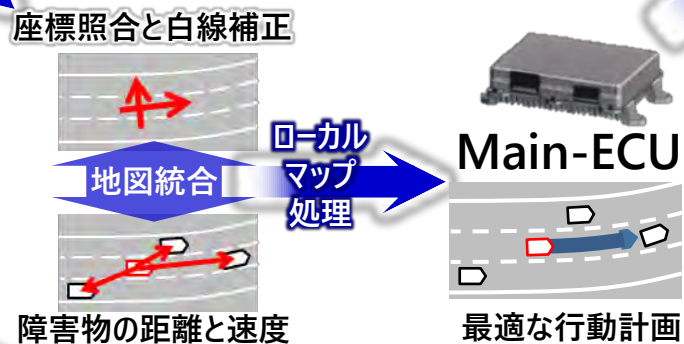 座標照合と白線補正
地図統合
障害物の距離と速度
ローカル
マップ
処理
Main-ECU
最適な行動計画